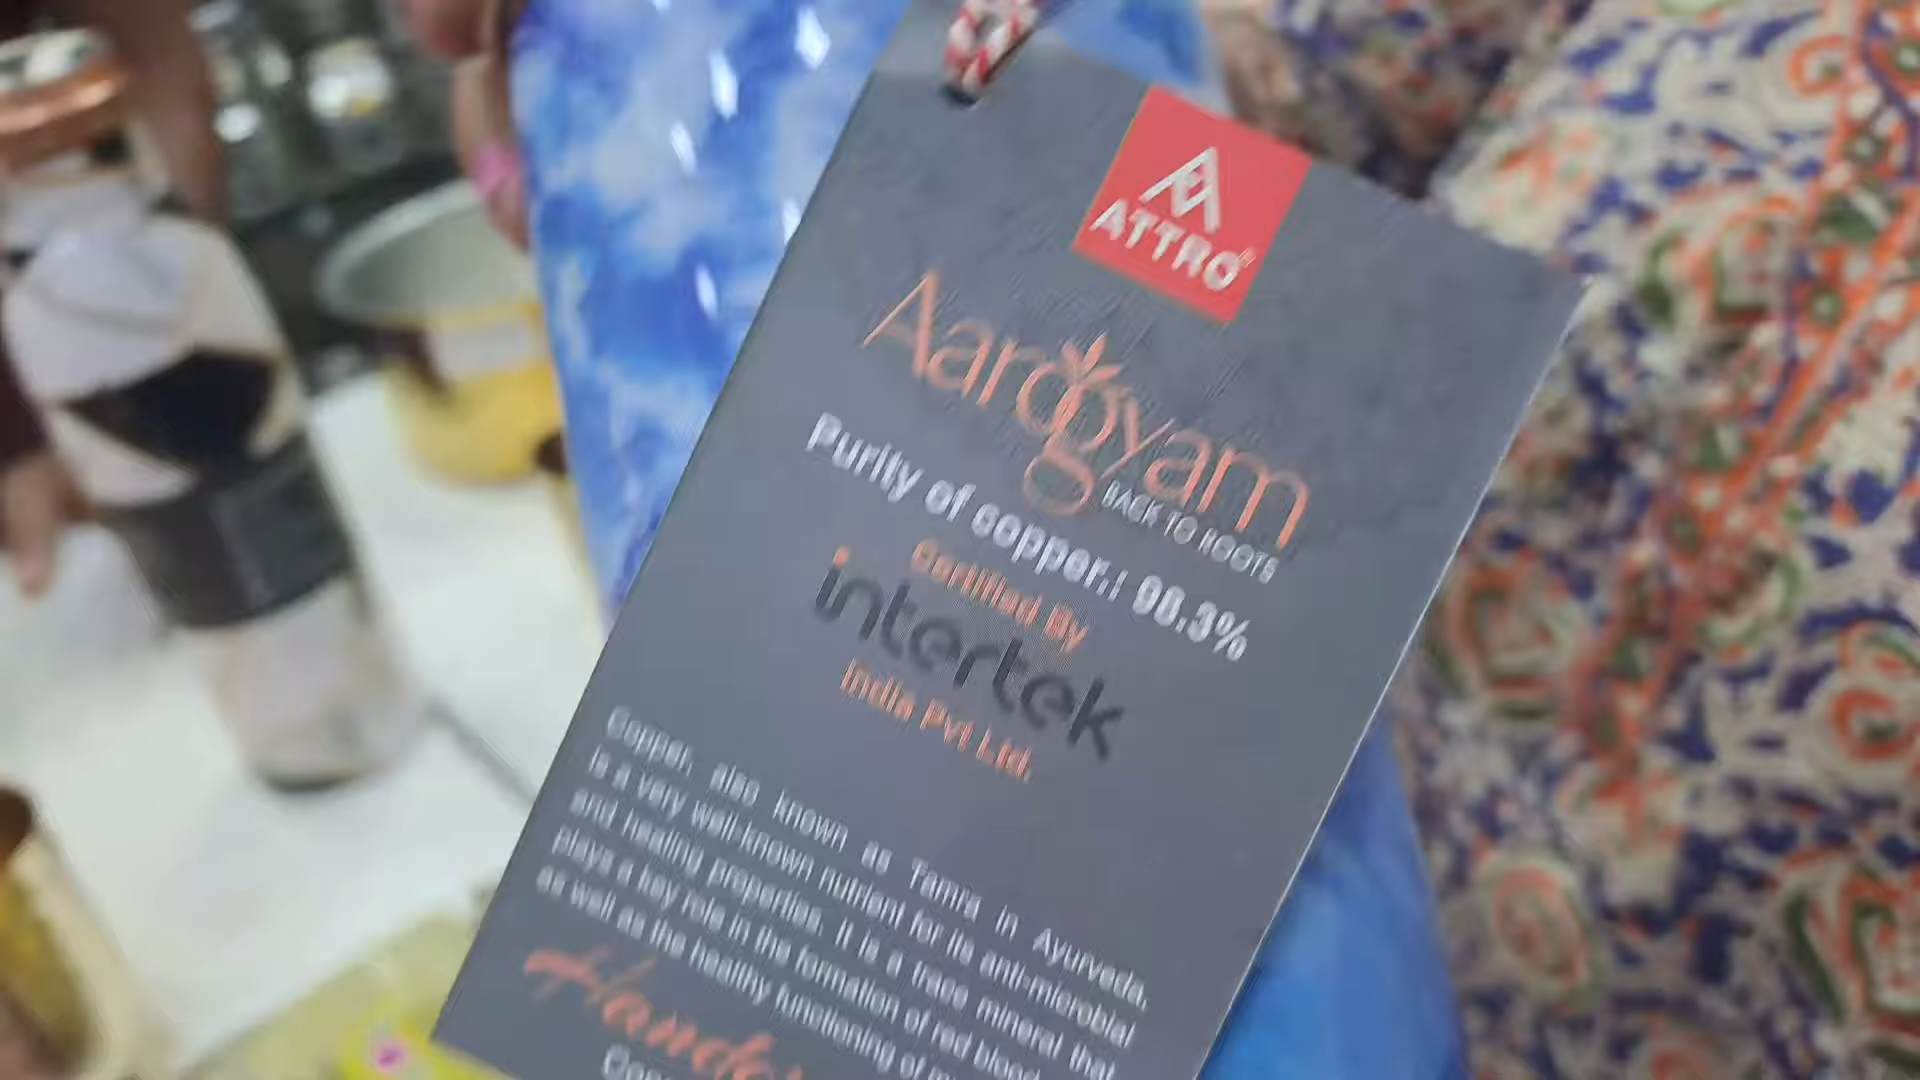 ATTRO
Aarogyam
BACK TO ROOTS
Purity of copper.: 98.3%
Certified By
intertek
India Pvt Ltd.
Copper, also known as Tamra in Ayurveda,
is a very well-known nutrient for its anti-microbial
and healing properties. It is a trace mineral that
plays a key role in the formation of red blood
as well as the healthy functioning of